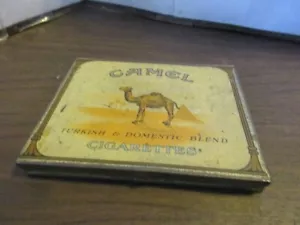 CAMEL
TURKISH & DOMESTIC BLEND
CIGARETTES